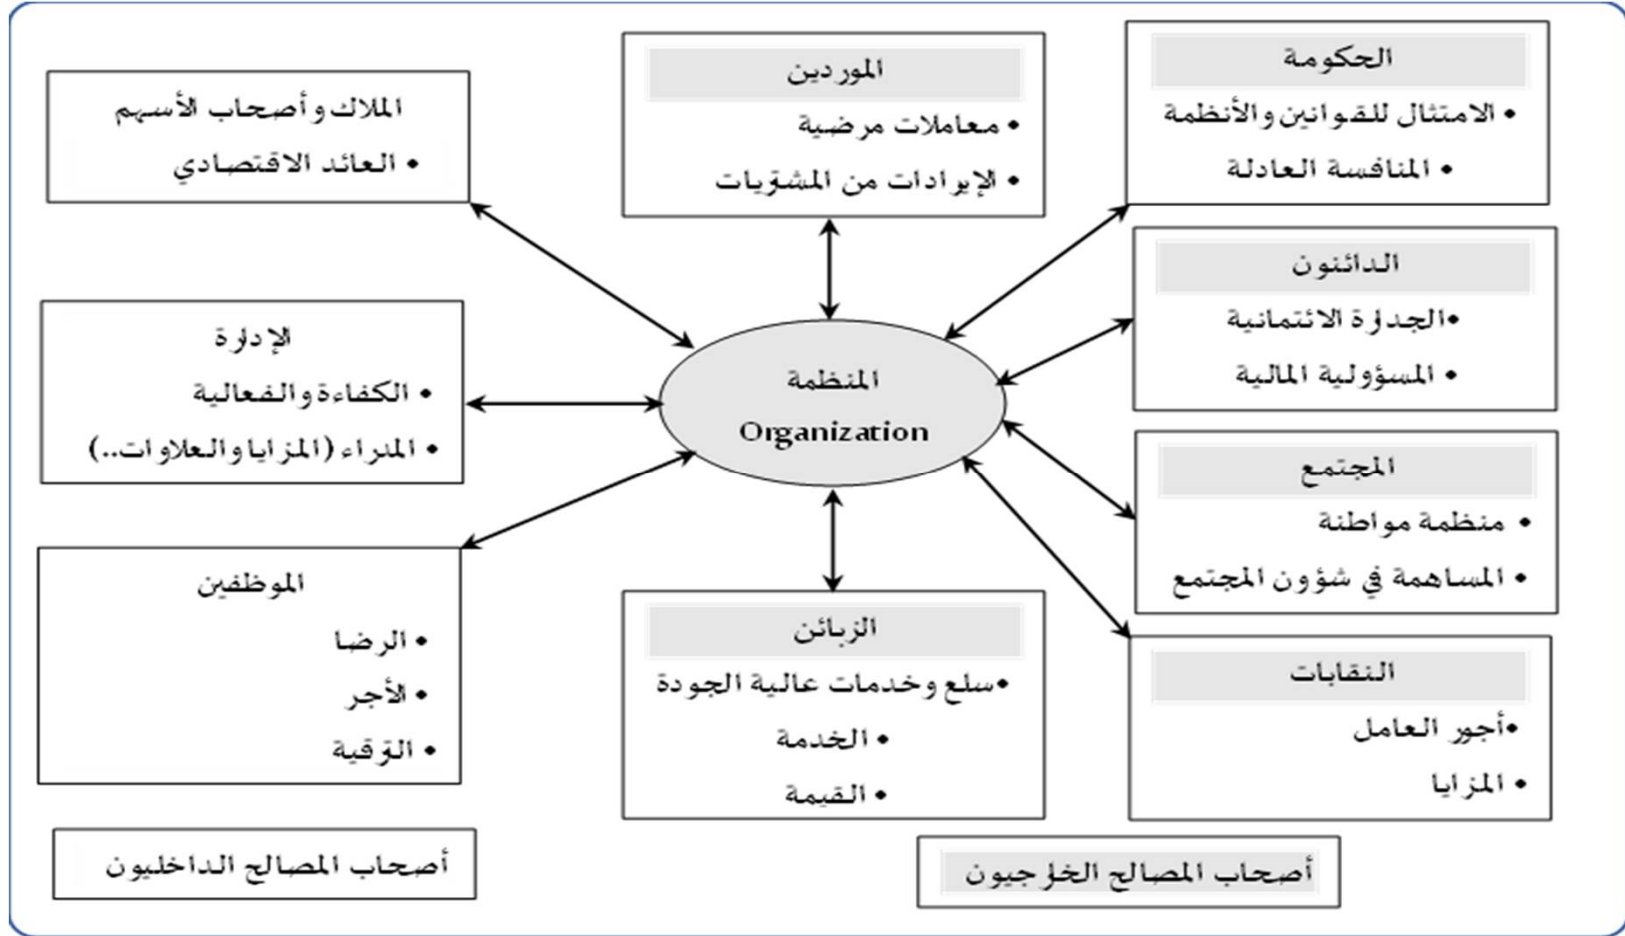 الحكومة
• الامتثال للقوانين والأنظمة
• المنافسة العادلة
الموردين
• معاملات مرضية
• الإيرادات من المشتريات
الملاك وأصحاب الأسهم
• العائد الاقتصادي
الدائنون
•الجدارة الائتمانية
• المسؤولية المالية
الإدارة
• الكفاءة والفعالية
• المدراء (المزايا والعلاوات..)
المنظمة
Organization
المجتمع
• منظمة مواطنة
• المساهمة في شؤون المجتمع
الموظفين
• الرضا
• الأجر
• الترقية
الزبائن
•سلع وخدمات عالية الجودة
• الخدمة
• القيمة
النقابات
•أجور العامل
• المزايا
أصحاب المصالح الخارجيون
أصحاب المصالح الداخليون